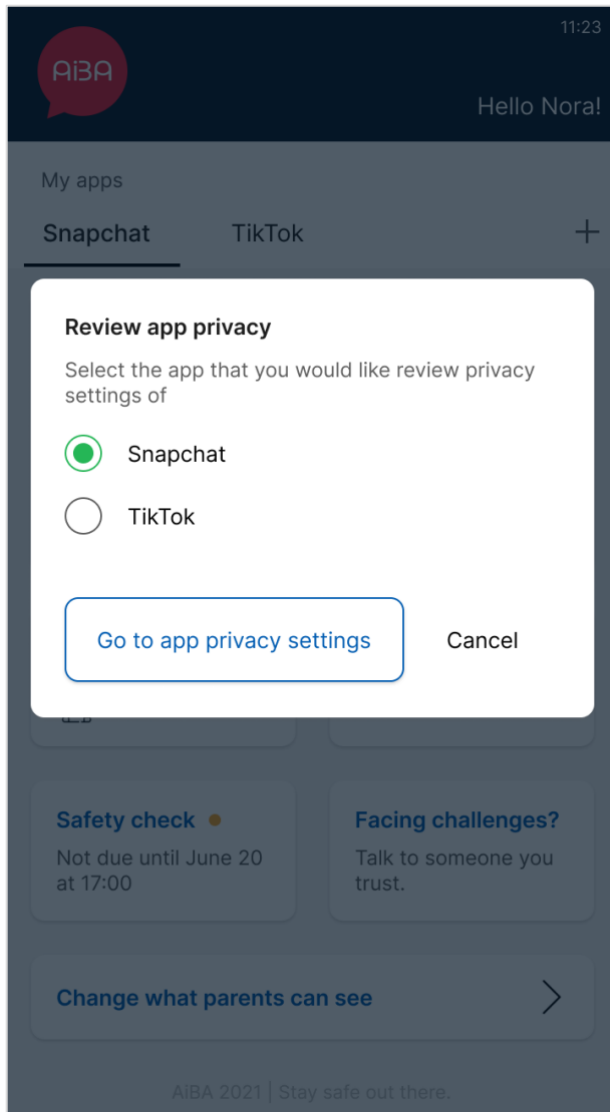 11:23
AiBA
Hello Nora!
My apps
Snapchat TikTok
Review app privacy
Select the app that you would like review privacy
settings of
Snapchat
TikTok
Go to app privacy settings Cancel
Safety check Facing challenges?
Not due until June 20 Talk to someone you
at 17:00 trust.
Change what parents can see
AiBA 2021 | Stay safe out there.